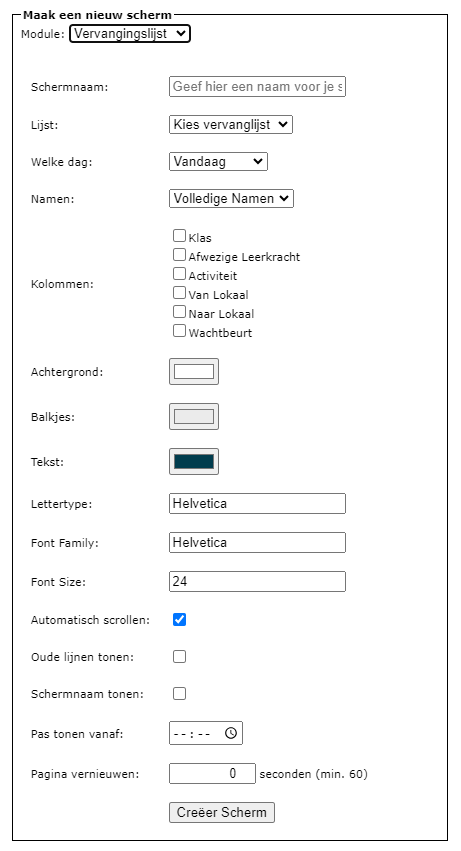 Maak een nieuw scherm
Module: Vervangingslijst
Schermnaam: Geef hier een naam voor je s
Lijst: Kies vervanglijst
Welke dag: Vandaag
Namen: Volledige Namen
Kolommen:
Klas
Afwezige Leerkracht
Activiteit
Van Lokaal
Naar Lokaal
Wachtbeurt
Achtergrond:
Balkjes:
Tekst:
Lettertype: Helvetica
Font Family: Helvetica
Font Size: 24
Automatisch scrollen:
Oude lijnen tonen:
Schermnaam tonen:
Pas tonen vanaf: --:--
Pagina vernieuwen: 0 seconden (min. 60)
Creëer Scherm